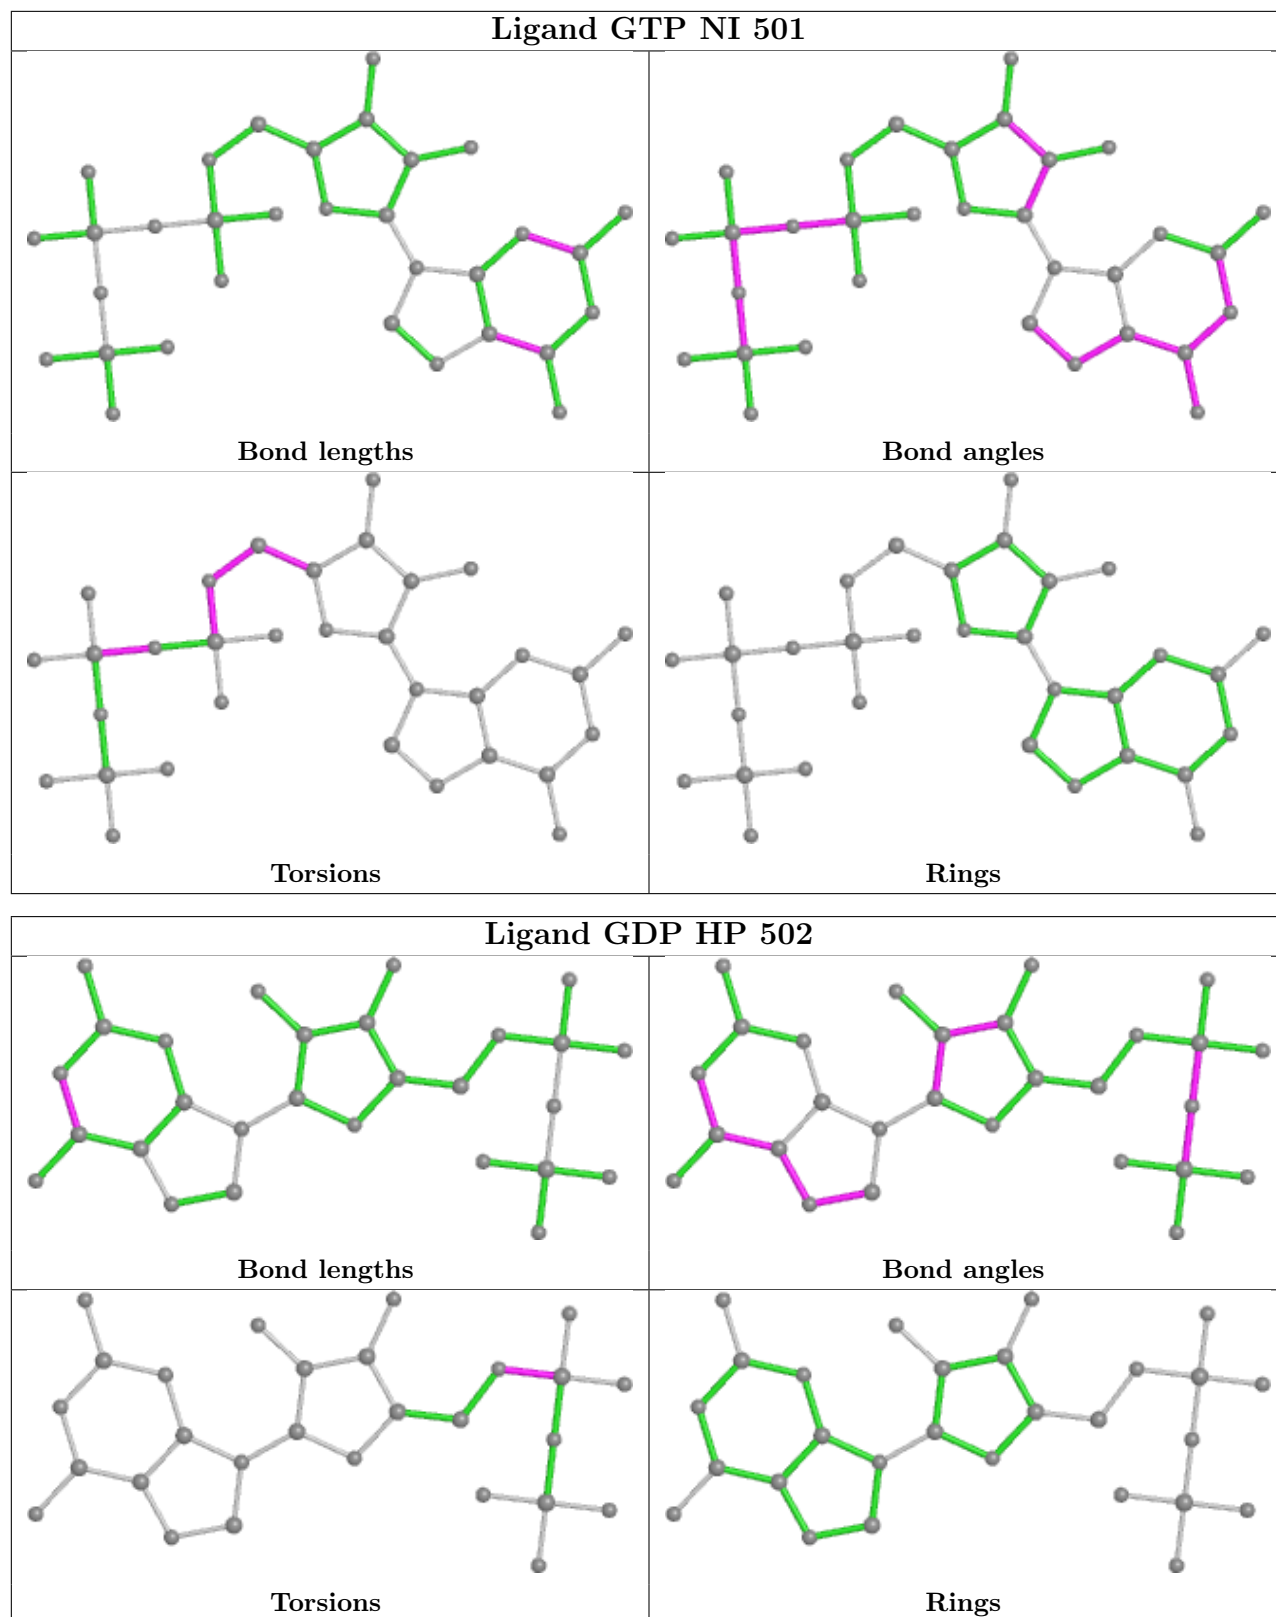 Ligand GTP NI 501
Bond lengths
Bond angles
Torsions
Rings
Ligand GDP HP 502
Bond lengths
Bond angles
Torsions
Rings